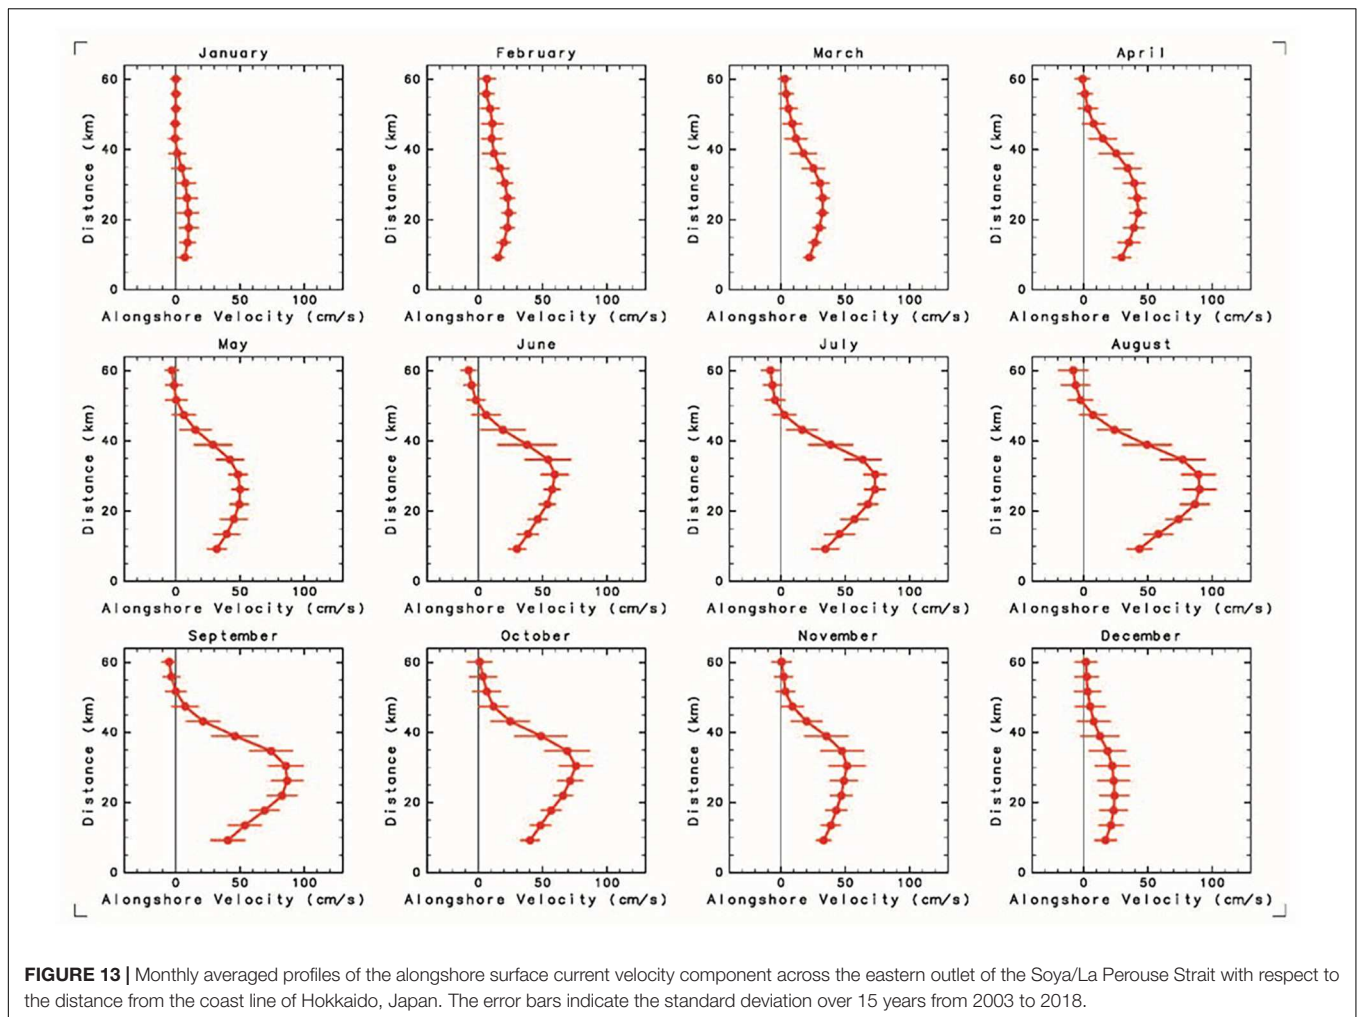 January February March April
60 60 60 60
Distance (km) Distance (km) Distance (km) Distance (km)
40 40 40 40
20 20 20 20
0 0 0 0
0 50 100 0 50 100 0 50 100 0 50 100
Alongshore Velocity (cm/s) Alongshore Velocity (cm/s) Alongshore Velocity (cm/s) Alongshore Velocity (cm/s)
May June July August
60 60 60 60
Distance (km) Distance (km) Distance (km) Distance (km)
40 40 40 40
20 20 20 20
0 0 0 0
0 50 100 0 50 100 0 50 100 0 50 100
Alongshore Velocity (cm/s) Alongshore Velocity (cm/s) Alongshore Velocity (cm/s) Alongshore Velocity (cm/s)
September October November December
60 60 60 60
Distance (km) Distance (km) Distance (km) Distance (km)
40 40 40 40
20 20 20 20
0 0 0 0
0 50 100 0 50 100 0 50 100 0 50 100
Alongshore Velocity (cm/s) Alongshore Velocity (cm/s) Alongshore Velocity (cm/s) Alongshore Velocity (cm/s)
FIGURE 13 | Monthly averaged profiles of the alongshore surface current velocity component across the eastern outlet of the Soya/La Perouse Strait with respect to
the distance from the coast line of Hokkaido, Japan. The error bars indicate the standard deviation over 15 years from 2003 to 2018.